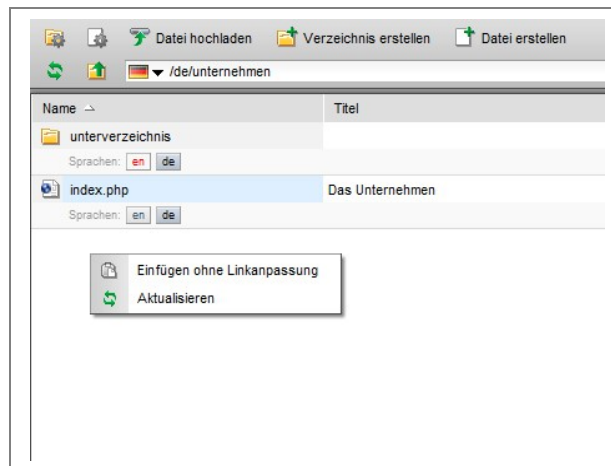 Datei hochladen Verzeichnis erstellen Datei erstellen
/de/unternehmen
Name Titel
unterverzeichnis
Sprachen: en de
index.php Das Unternehmen
Sprachen: en de
Einfügen ohne Linkanpassung
Aktualisieren